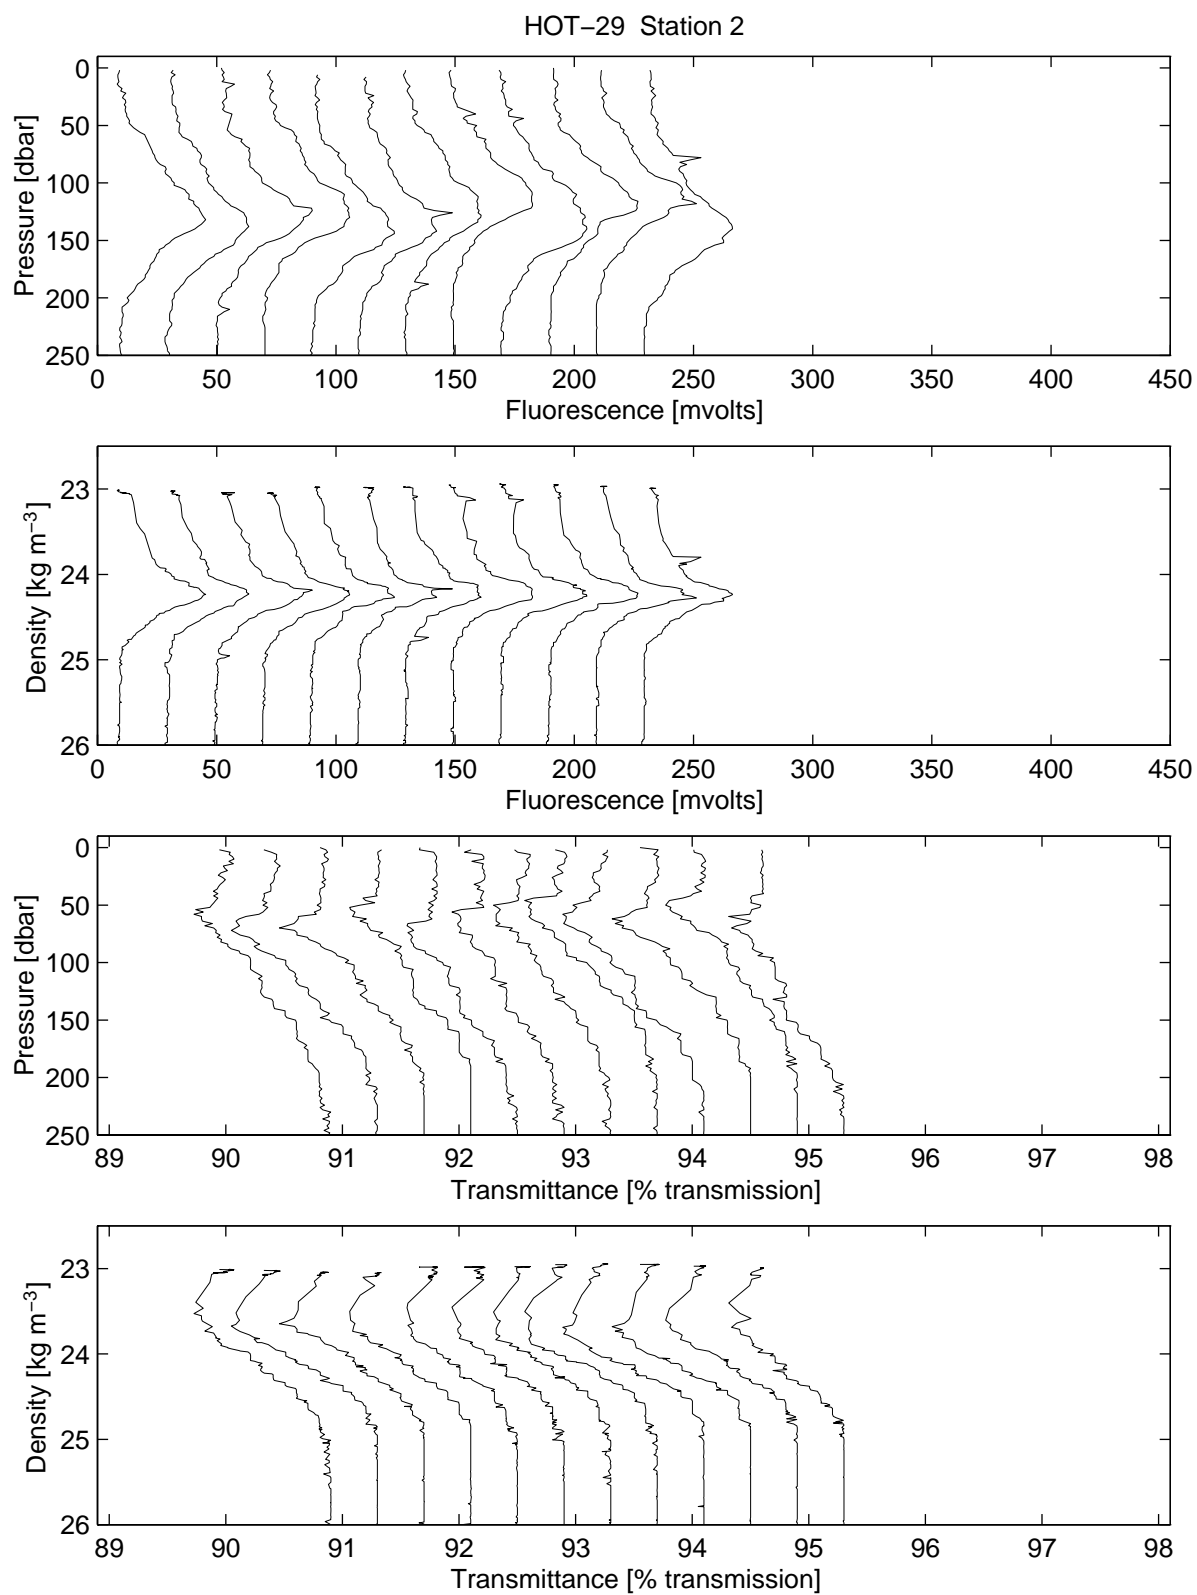 HOT−29 Station 2
0
50
100
150
200
250
Pressure [dbar]
0 50 100 150 200 250 300 350 400 450
Fluorescence [mvolts]
23
24
25
26
Density [kg m−3]
0 50 100 150 200 250 300 350 400 450
Fluorescence [mvolts]
0
50
100
150
200
250
Pressure [dbar]
89 90 91 92 93 94 95 96 97 98
Transmittance [% transmission]
23
24
25
26
Density [kg m−3]
89 90 91 92 93 94 95 96 97 98
Transmittance [% transmission]